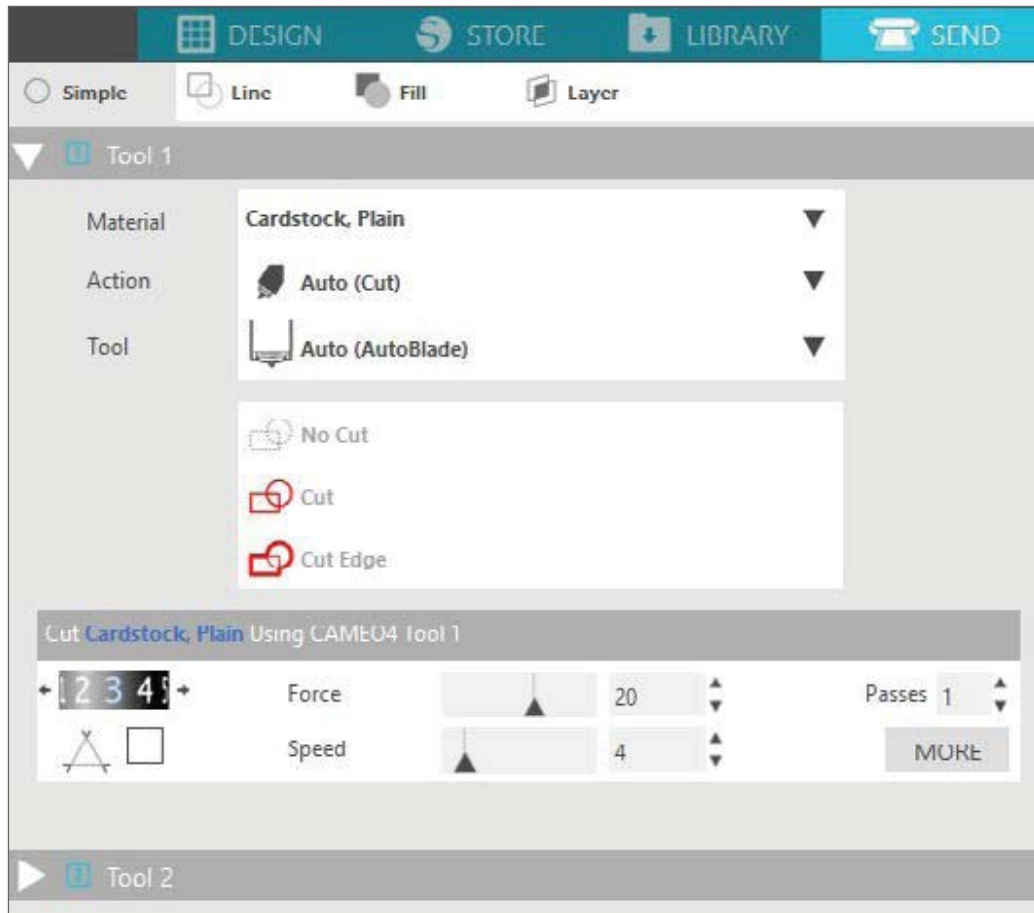 DESIGN STORE LIBRARY SEND
Simple Line Fill Layer
1 Tool 1
Material Cardstock, Plain
Action Auto (Cut)
Tool Auto (AutoBlade)
No Cut
Cut
Cut Edge
Cut Cardstock, Plain Using CAMEO4 Tool 1
2 3 4 Force 20 Passes 1
Speed 4 MORE
2 Tool 2